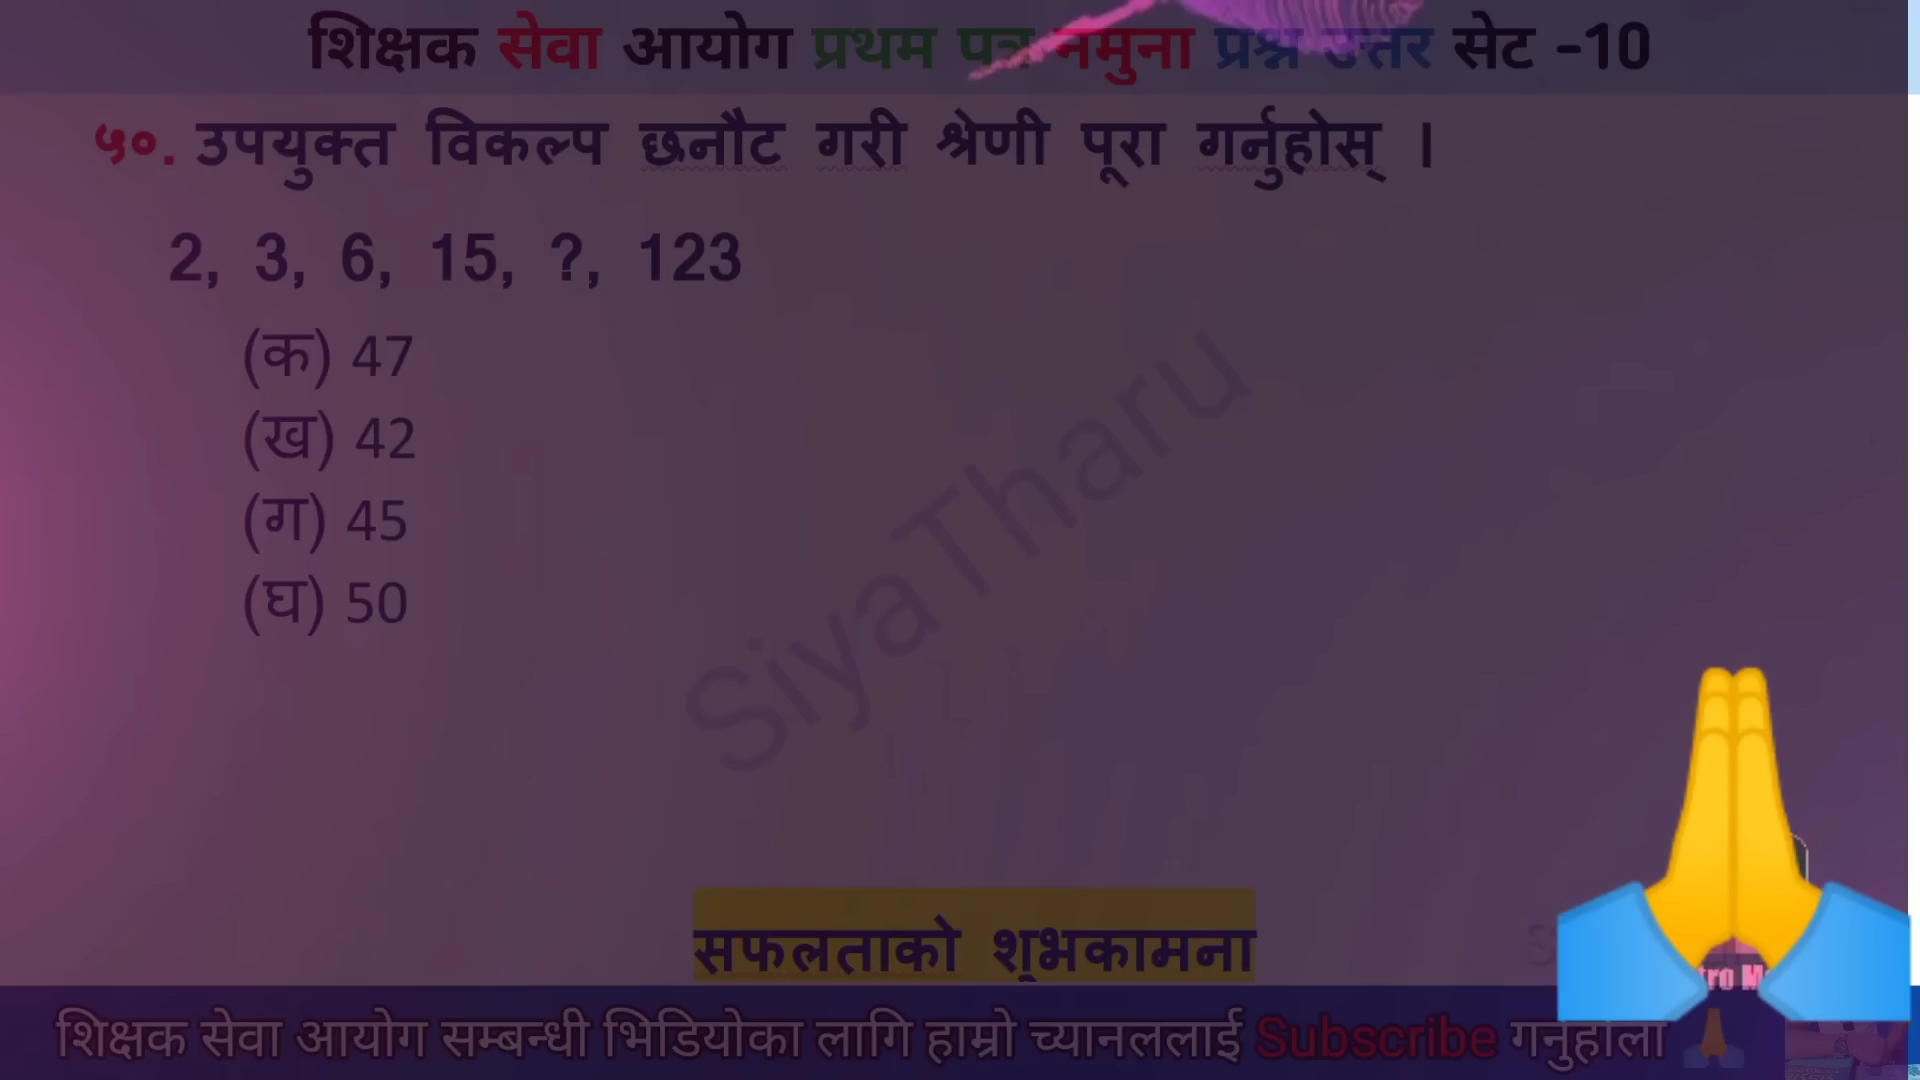 शिक्षक सेवा आयोग प्रथम पत्र नमुना प्रश्न उत्तर सेट -10
५०. उपयुक्त विकल्प छनौट गरी श्रेणी पूरा गर्नुहोस् ।
2, 3, 6, 15, ?, 123
(क) 47
(ख) 42
(ग) 45
(घ) 50
SiyaTharu
सफलताको शुभकामना
शिक्षक सेवा आयोग सम्बन्धी भिडियोका लागि हाम्रो च्यानललाई Subscribe गर्नुहोला